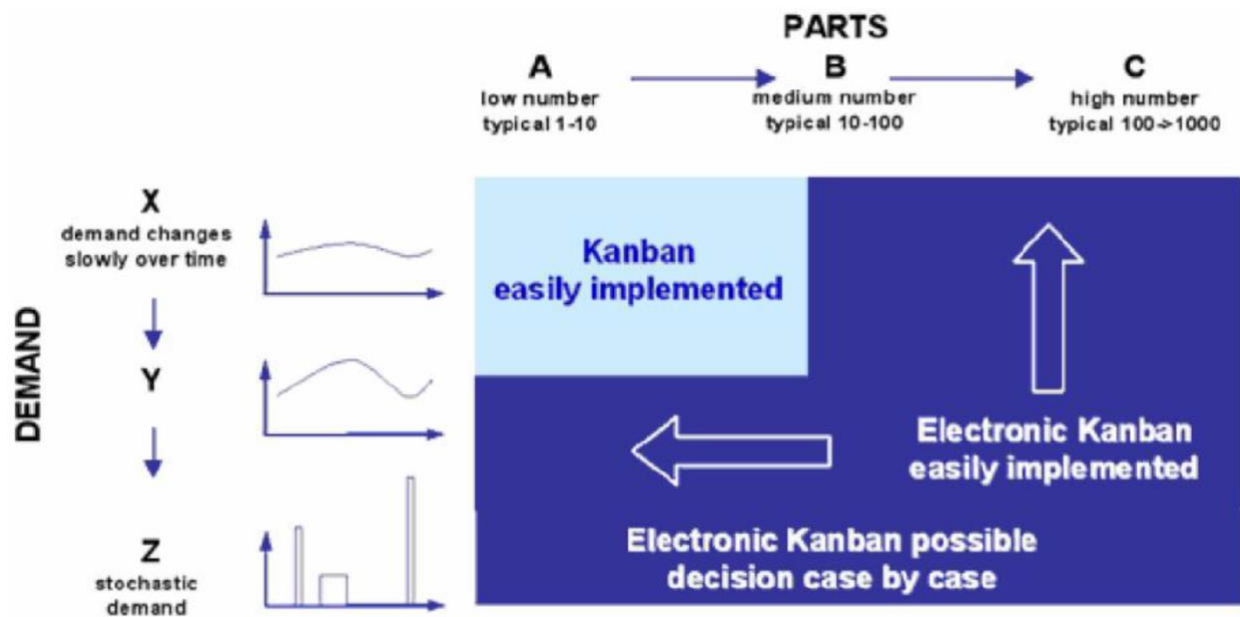 PARTS
A
low number
typical 1-10
B
medium number
typical 10-100
C
high number
typical 100->1000
DEMAND
X
demand changes
slowly over time
Y
Z
stochastic
demand
Kanban
easily implemented
Electronic Kanban
easily implemented
Electronic Kanban possible
decision case by case